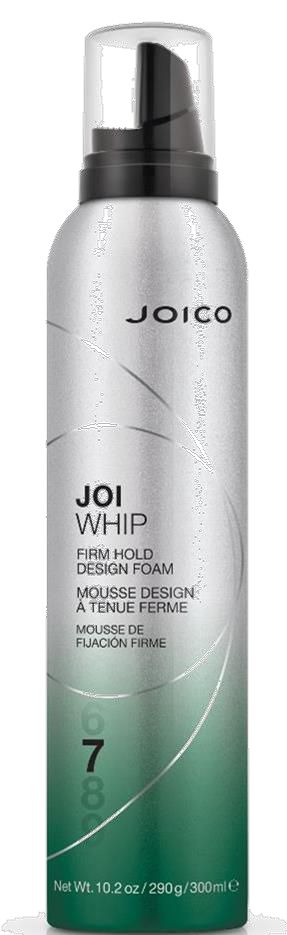 JOICO
JOI
WHIP
FIRM HOLD
DESIGN FOAM
MOUSSE DESIGN
À TENUE FERME
MOUSSE DE
FIJACIÓN FIRME
6
7
8
9
Net Wt. 10.2 oz / 290g/300ml℮